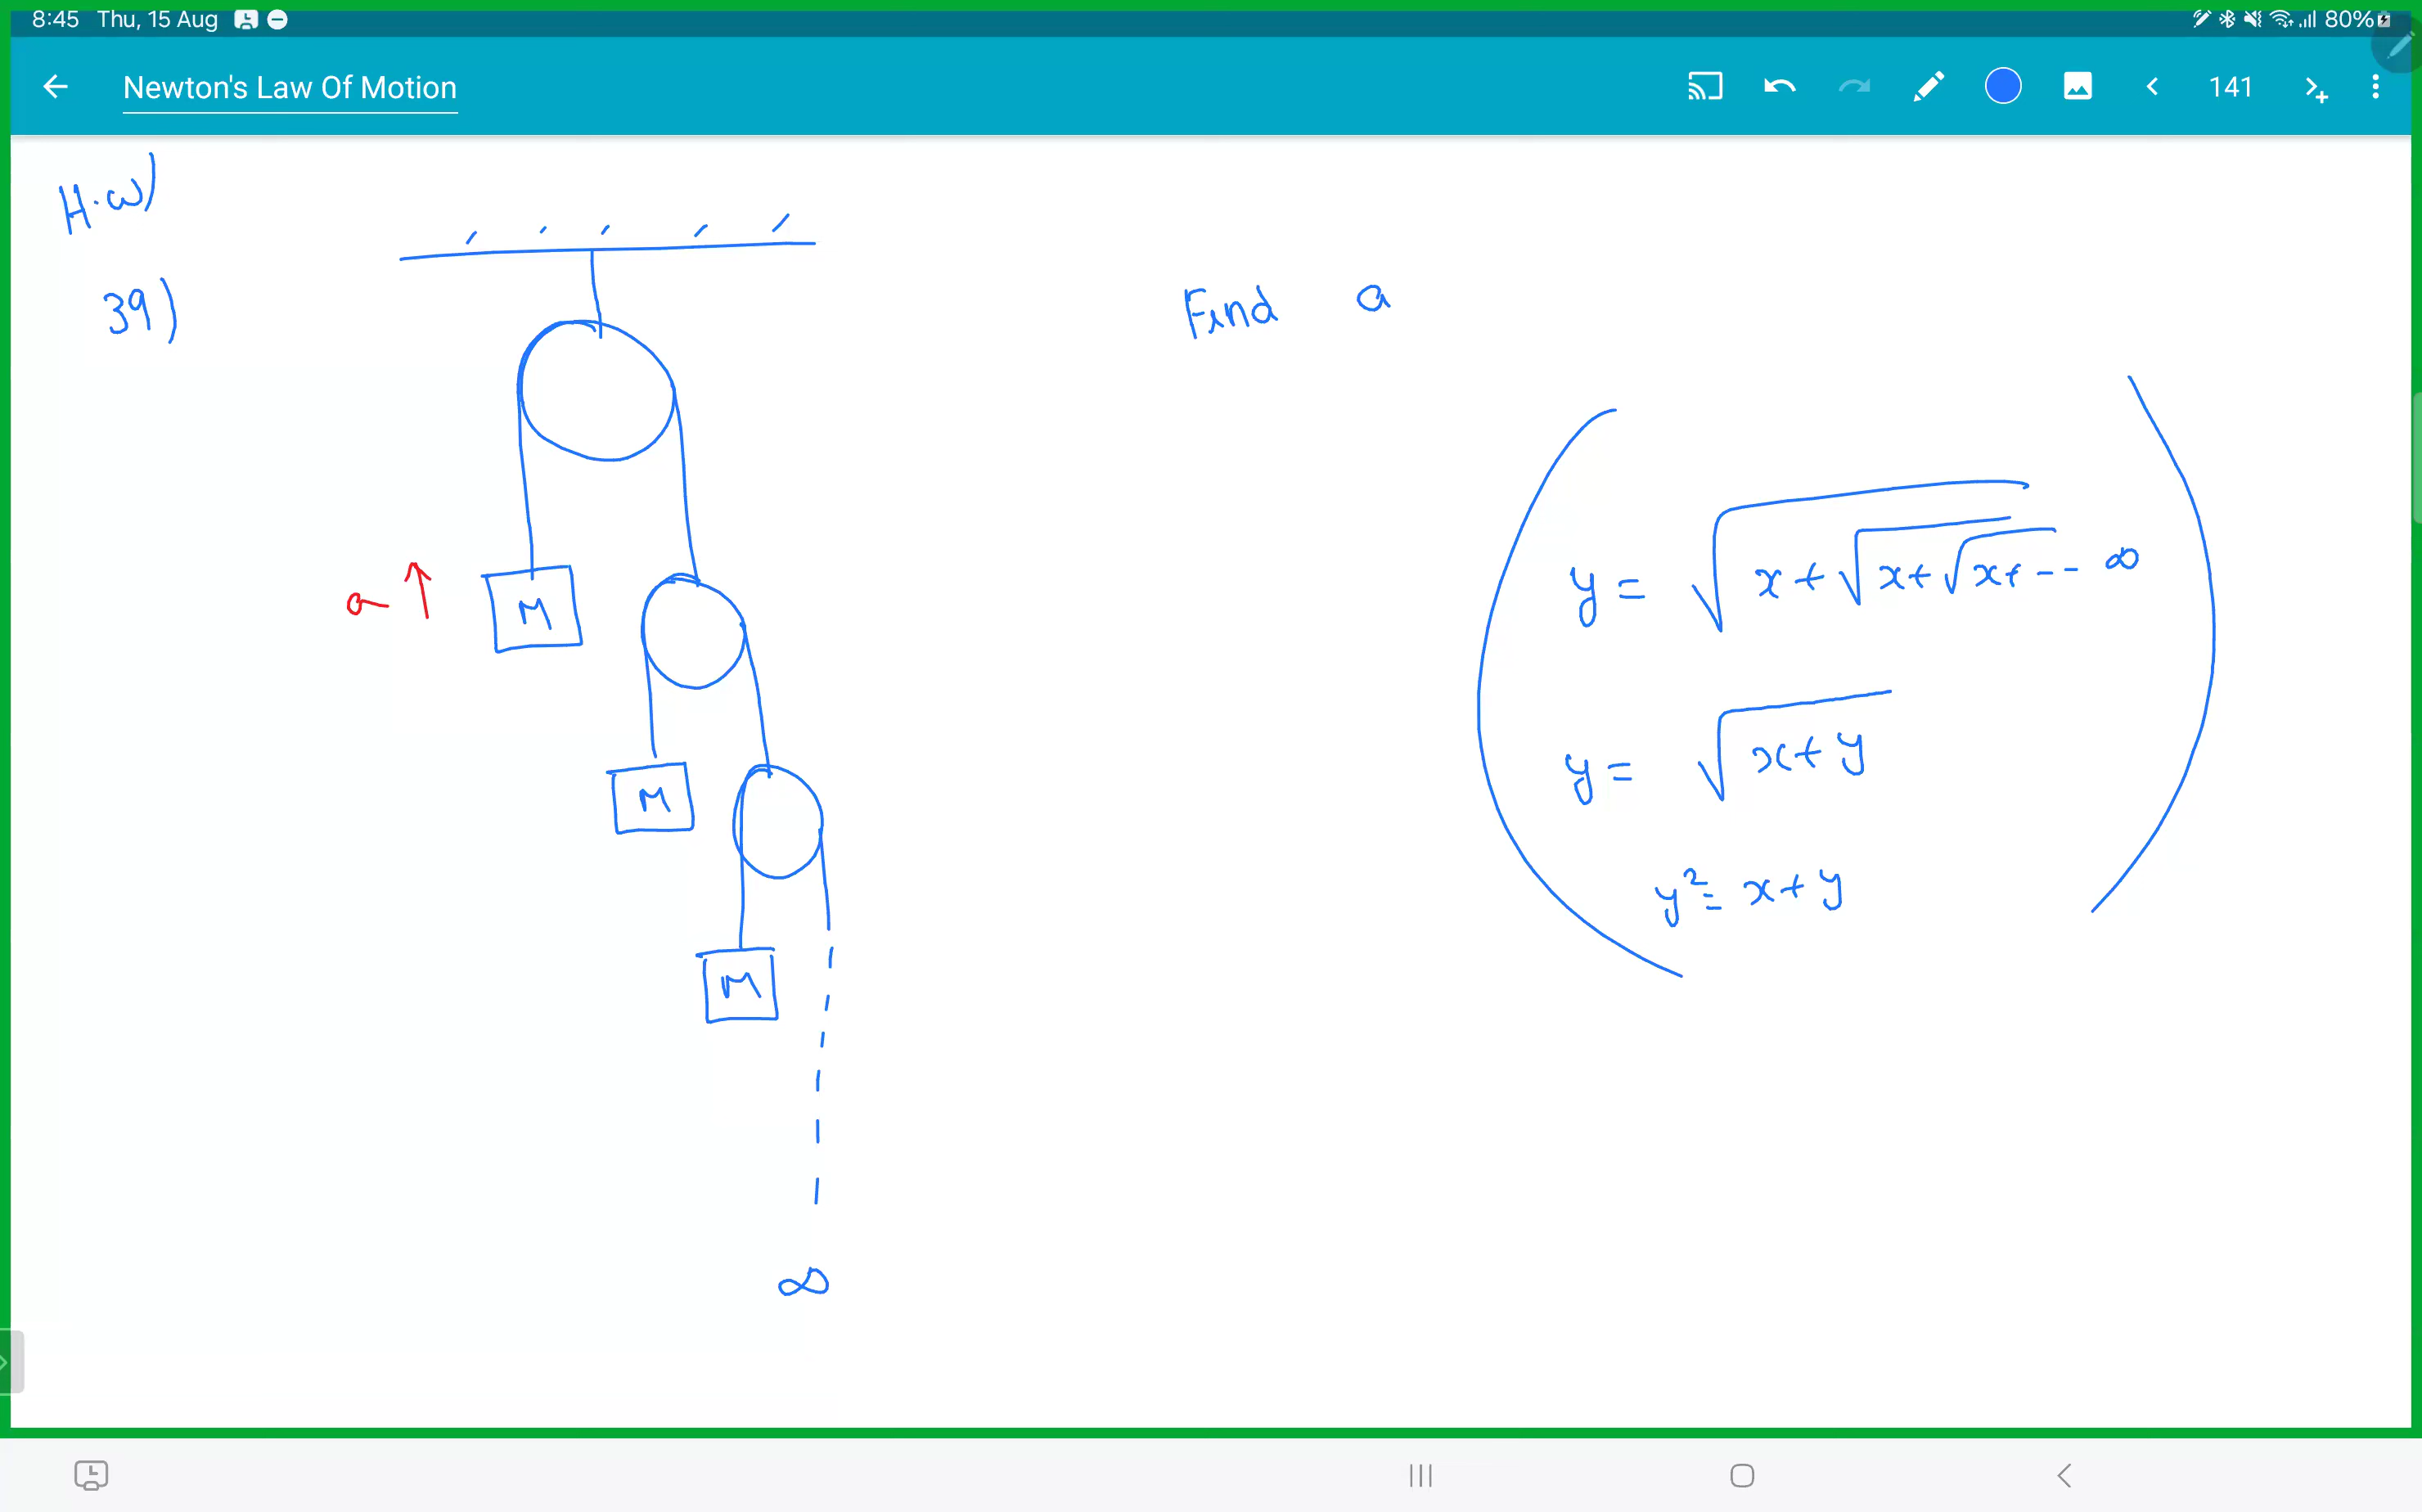 8:45 Thu, 15 Aug 80%
Newton's Law Of Motion 141
H.W)
39)
Find a
a
M
M
M
∞
y = √(x+√(x+√(x+-- ∞
y = √(x+y)
y² = x+y